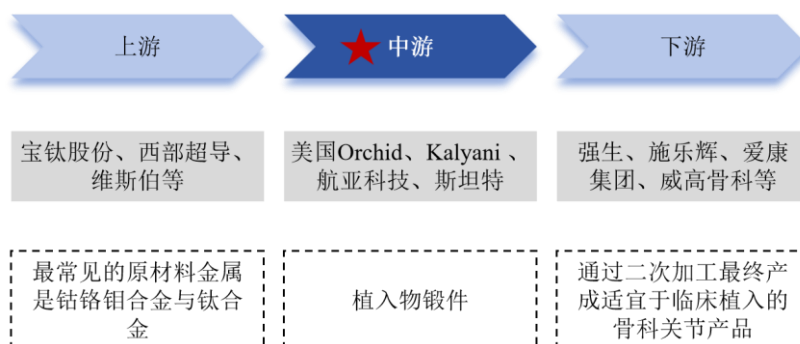 上游
中游
下游
宝钛股份、西部超导、
维斯伯等
美国Orchid、Kalyani 、
航亚科技、斯坦特
强生、施乐辉、爱康
集团、威高骨科等
最常见的原材料金属
是钴铬钼合金与钛合
金
植入物锻件
通过二次加工最终产
成适宜于临床植入的
骨科关节产品